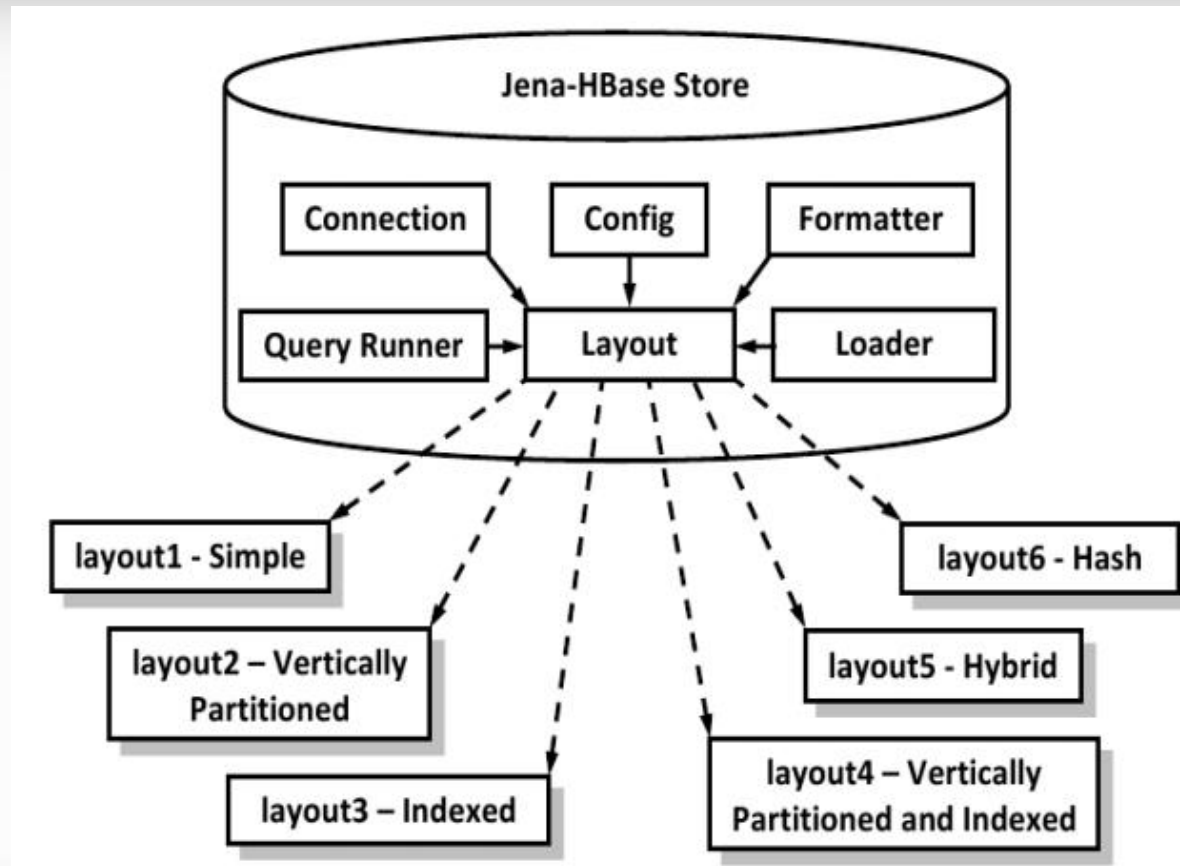 Jena-HBase Store
Connection
Config
Formatter
Query Runner
Layout
Loader
layout1 - Simple
layout6 - Hash
layout2 – Vertically
Partitioned
layout5 - Hybrid
layout3 – Indexed
layout4 – Vertically
Partitioned and Indexed